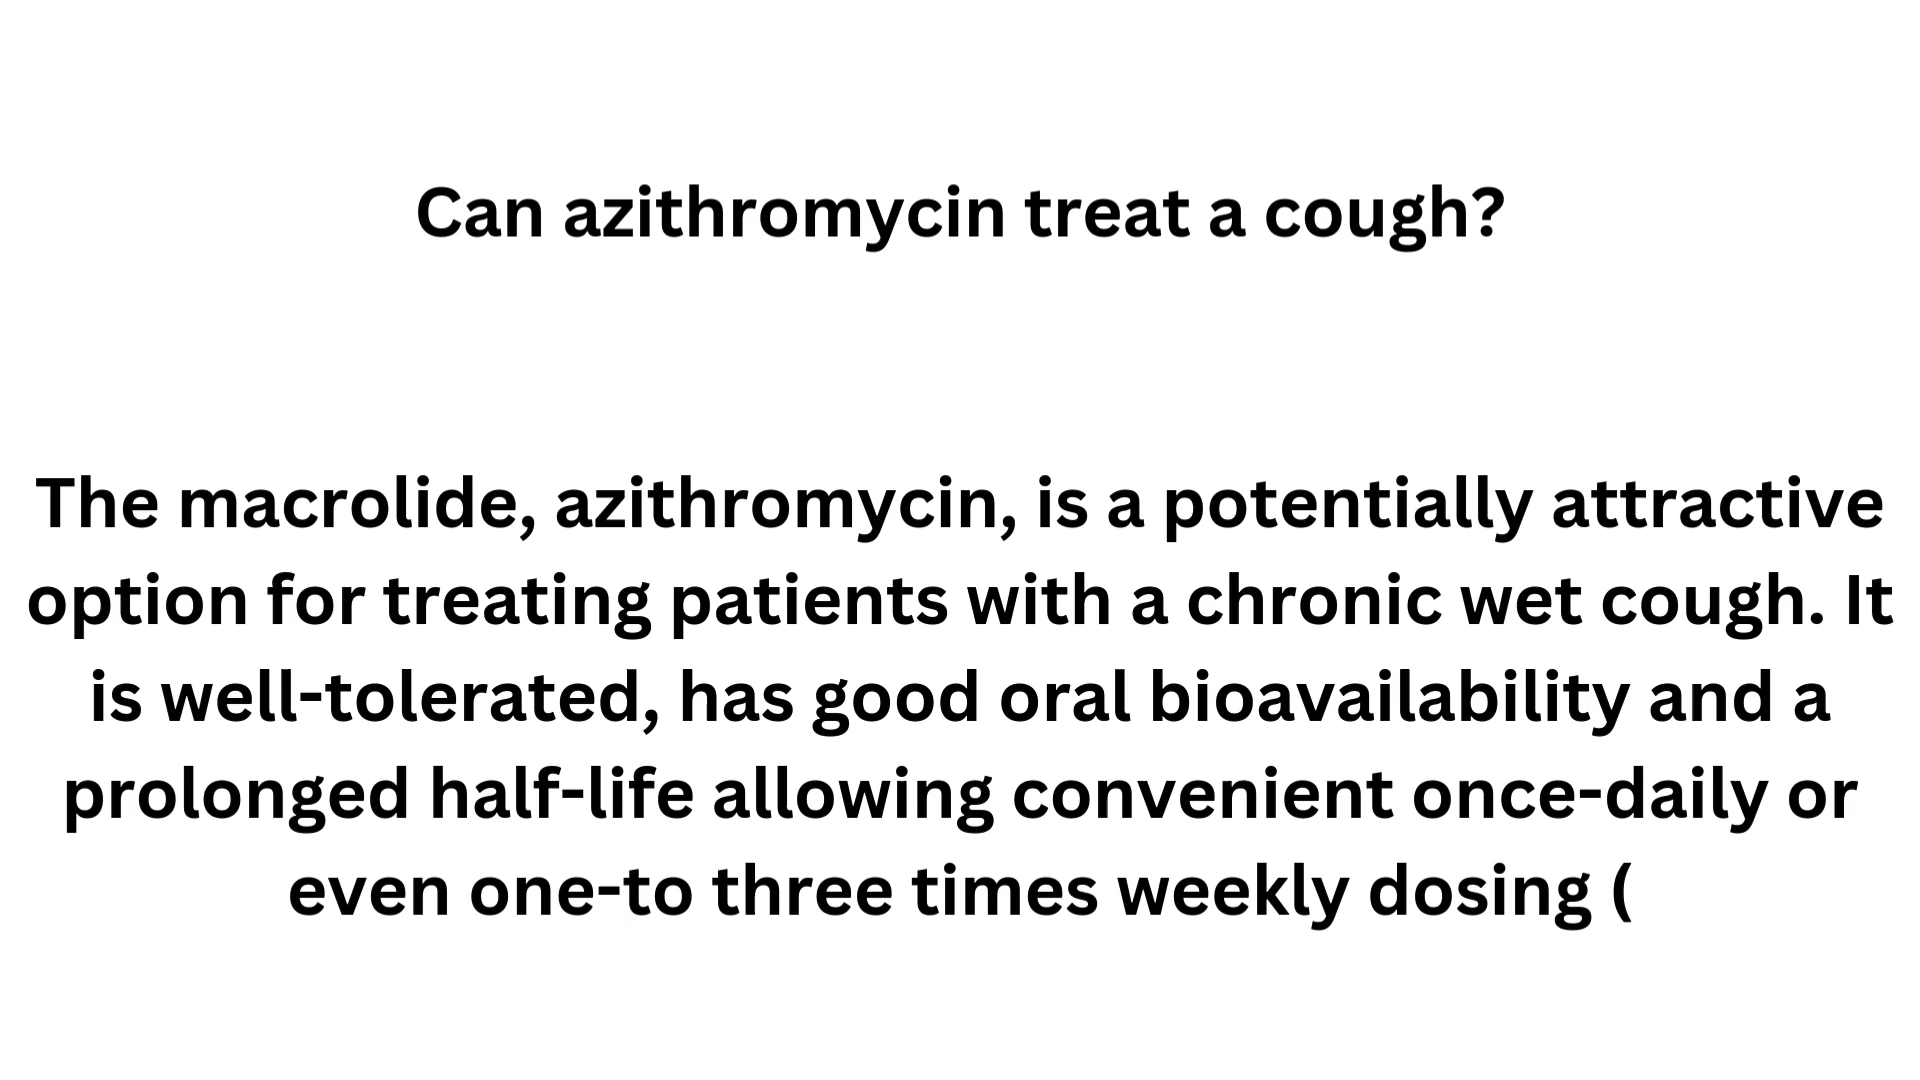 Can azithromycin treat a cough?
The macrolide, azithromycin, is a potentially attractive
option for treating patients with a chronic wet cough. It
is well-tolerated, has good oral bioavailability and a
prolonged half-life allowing convenient once-daily or
even one-to three times weekly dosing (